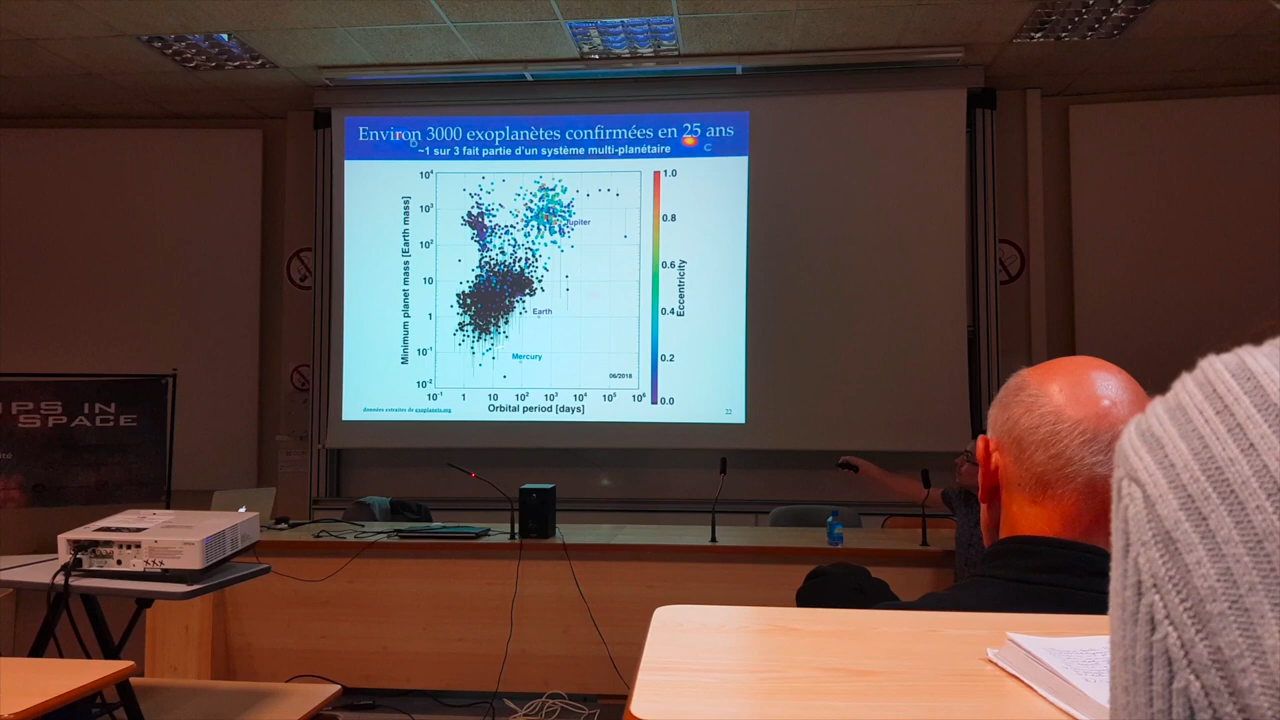 Environ 3000 exoplanètes confirmées en 25 ans
~1 sur 3 fait partie d'un système multi-planétaire
Minimum planet mass [Earth mass]
10⁴
10³
10²
10
1
10⁻¹
10⁻²
Jupiter
Earth
Mercury
06/2018
10⁻¹ 1 10 10² 10³ 10⁴ 10⁵ 10⁶
Orbital period [days]
1.0
0.8
0.6
0.4
0.2
0.0
Eccentricity
données extraites de exoplanets.org
22
PS IN
SPACE
EPSON